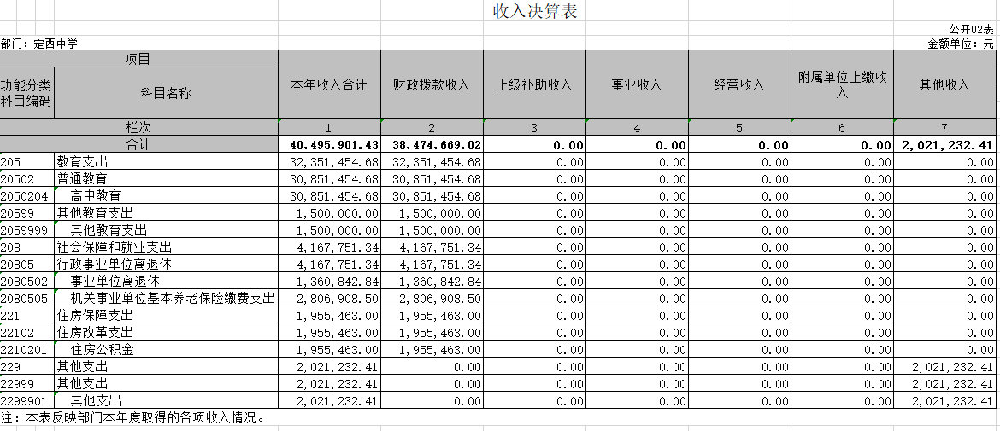 收入决算表
公开02表
部门：定西中学 金额单位：元
项目 本年收入合计 财政拨款收入 上级补助收入 事业收入 经营收入 附属单位上缴收入 其他收入
功能分类科目编码 科目名称
栏次 1 2 3 4 5 6 7
合计 40,495,901.43 38,474,669.02 0.00 0.00 0.00 0.00 2,021,232.41
205 教育支出 32,351,454.68 32,351,454.68 0.00 0.00 0.00 0.00 0.00
20502 普通教育 30,851,454.68 30,851,454.68 0.00 0.00 0.00 0.00 0.00
2050204 高中教育 30,851,454.68 30,851,454.68 0.00 0.00 0.00 0.00 0.00
20599 其他教育支出 1,500,000.00 1,500,000.00 0.00 0.00 0.00 0.00 0.00
2059999 其他教育支出 1,500,000.00 1,500,000.00 0.00 0.00 0.00 0.00 0.00
208 社会保障和就业支出 4,167,751.34 4,167,751.34 0.00 0.00 0.00 0.00 0.00
20805 行政事业单位离退休 4,167,751.34 4,167,751.34 0.00 0.00 0.00 0.00 0.00
2080502 事业单位离退休 1,360,842.84 1,360,842.84 0.00 0.00 0.00 0.00 0.00
2080505 机关事业单位基本养老保险缴费支出 2,806,908.50 2,806,908.50 0.00 0.00 0.00 0.00 0.00
221 住房保障支出 1,955,463.00 1,955,463.00 0.00 0.00 0.00 0.00 0.00
22102 住房改革支出 1,955,463.00 1,955,463.00 0.00 0.00 0.00 0.00 0.00
2210201 住房公积金 1,955,463.00 1,955,463.00 0.00 0.00 0.00 0.00 0.00
229 其他支出 2,021,232.41 0.00 0.00 0.00 0.00 0.00 2,021,232.41
22999 其他支出 2,021,232.41 0.00 0.00 0.00 0.00 0.00 2,021,232.41
2299901 其他支出 2,021,232.41 0.00 0.00 0.00 0.00 0.00 2,021,232.41
注：本表反映部门本年度取得的各项收入情况。